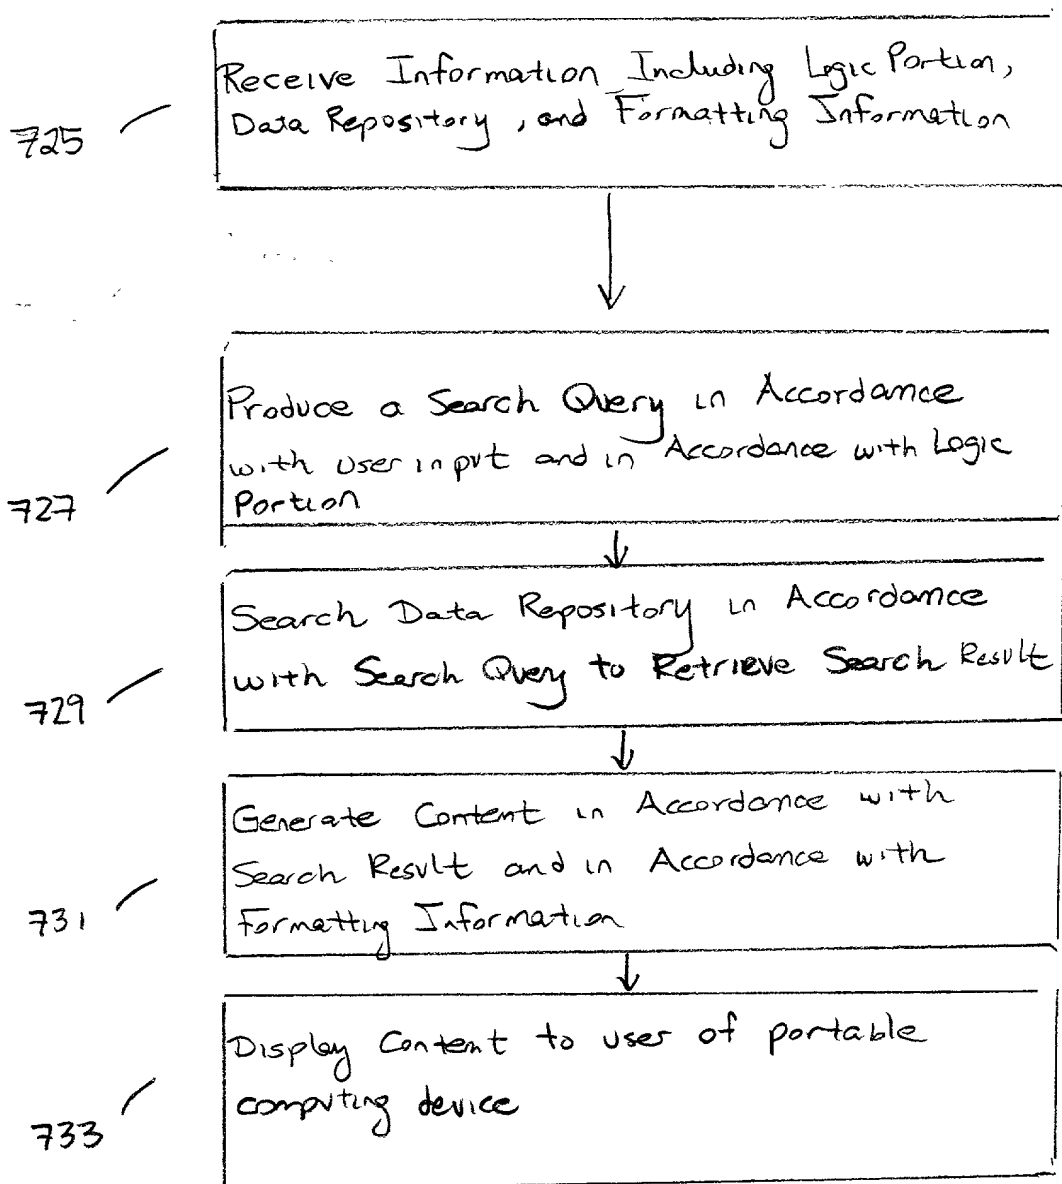 Receive Information Including Logic Portion,
725 Data Repository, and Formatting Information
Produce a Search Query in Accordance
with user input and in Accordance with Logic
727 Portion
Search Data Repository in Accordance
with Search Query to Retrieve Search Result
729
Generate Content in Accordance with
Search Result and in Accordance with
731 Formatting Information
Display Content to user of portable
computing device
733